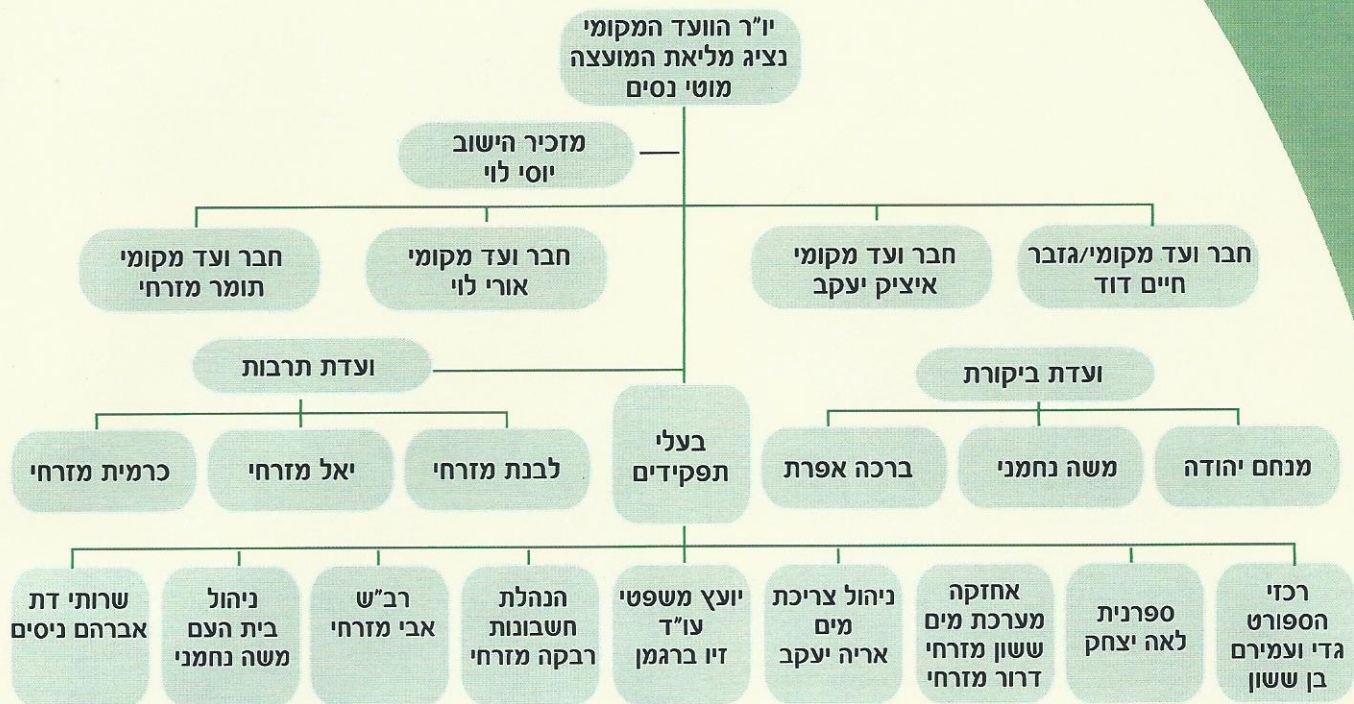 יו"ר הוועד המקומי
נציג מליאת המועצה
מוטי נסים
מזכיר הישוב
יוסי לוי
חבר ועד מקומי/גזבר
חיים דוד
חבר ועד מקומי
איציק יעקב
חבר ועד מקומי
אורי לוי
חבר ועד מקומי
תומר מזרחי
ועדת ביקורת
ועדת תרבות
מנחם יהודה
משה נחמני
ברכה אפרת
בעלי
תפקידים
לבנת מזרחי
יאל מזרחי
כרמית מזרחי
רכזי
הספורט
גדי ועמירם
בן ששון
ספרנית
לאה יצחק
אחזקה
מערכת מים
ששון מזרחי
דרור מזרחי
ניהול צריכת
מים
אריה יעקב
יועץ משפטי
עו"ד
זיו ברגמן
הנהלת
חשבונות
רבקה מזרחי
רב"ש
אבי מזרחי
ניהול
בית העם
משה נחמני
שרותי דת
אברהם ניסים